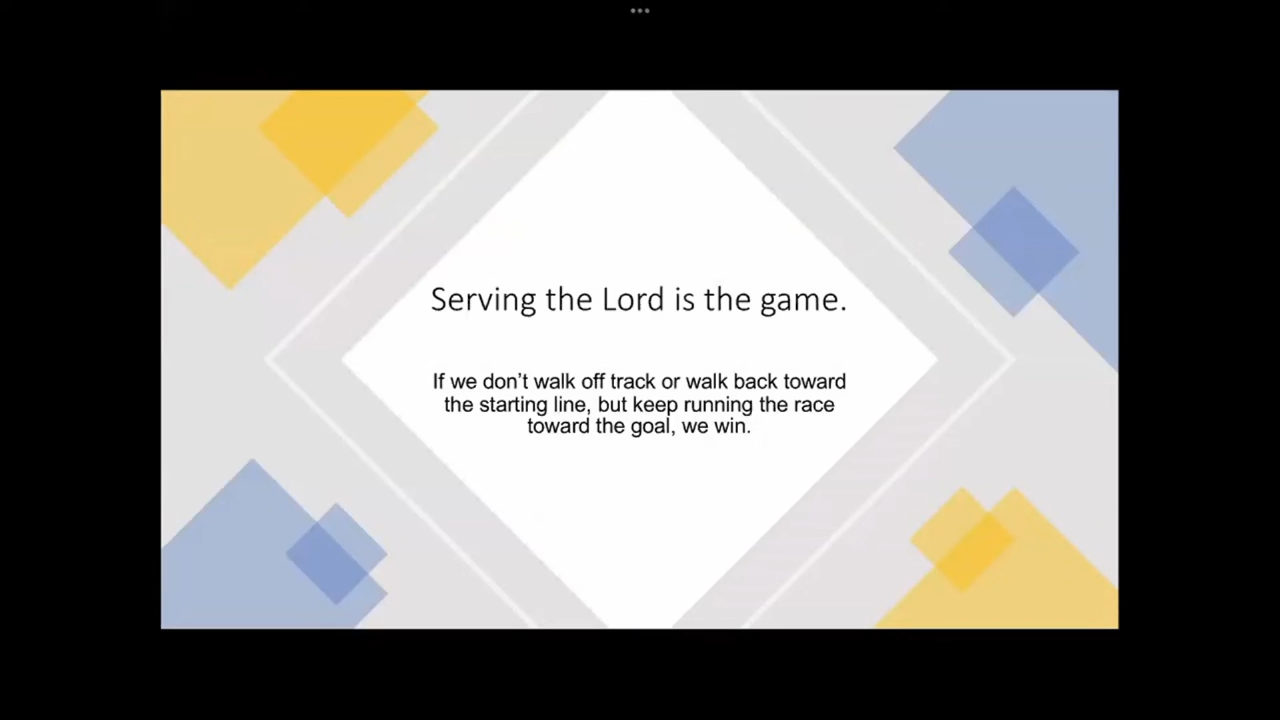 Serving the Lord is the game.
If we don’t walk off track or walk back toward
the starting line, but keep running the race
toward the goal, we win.